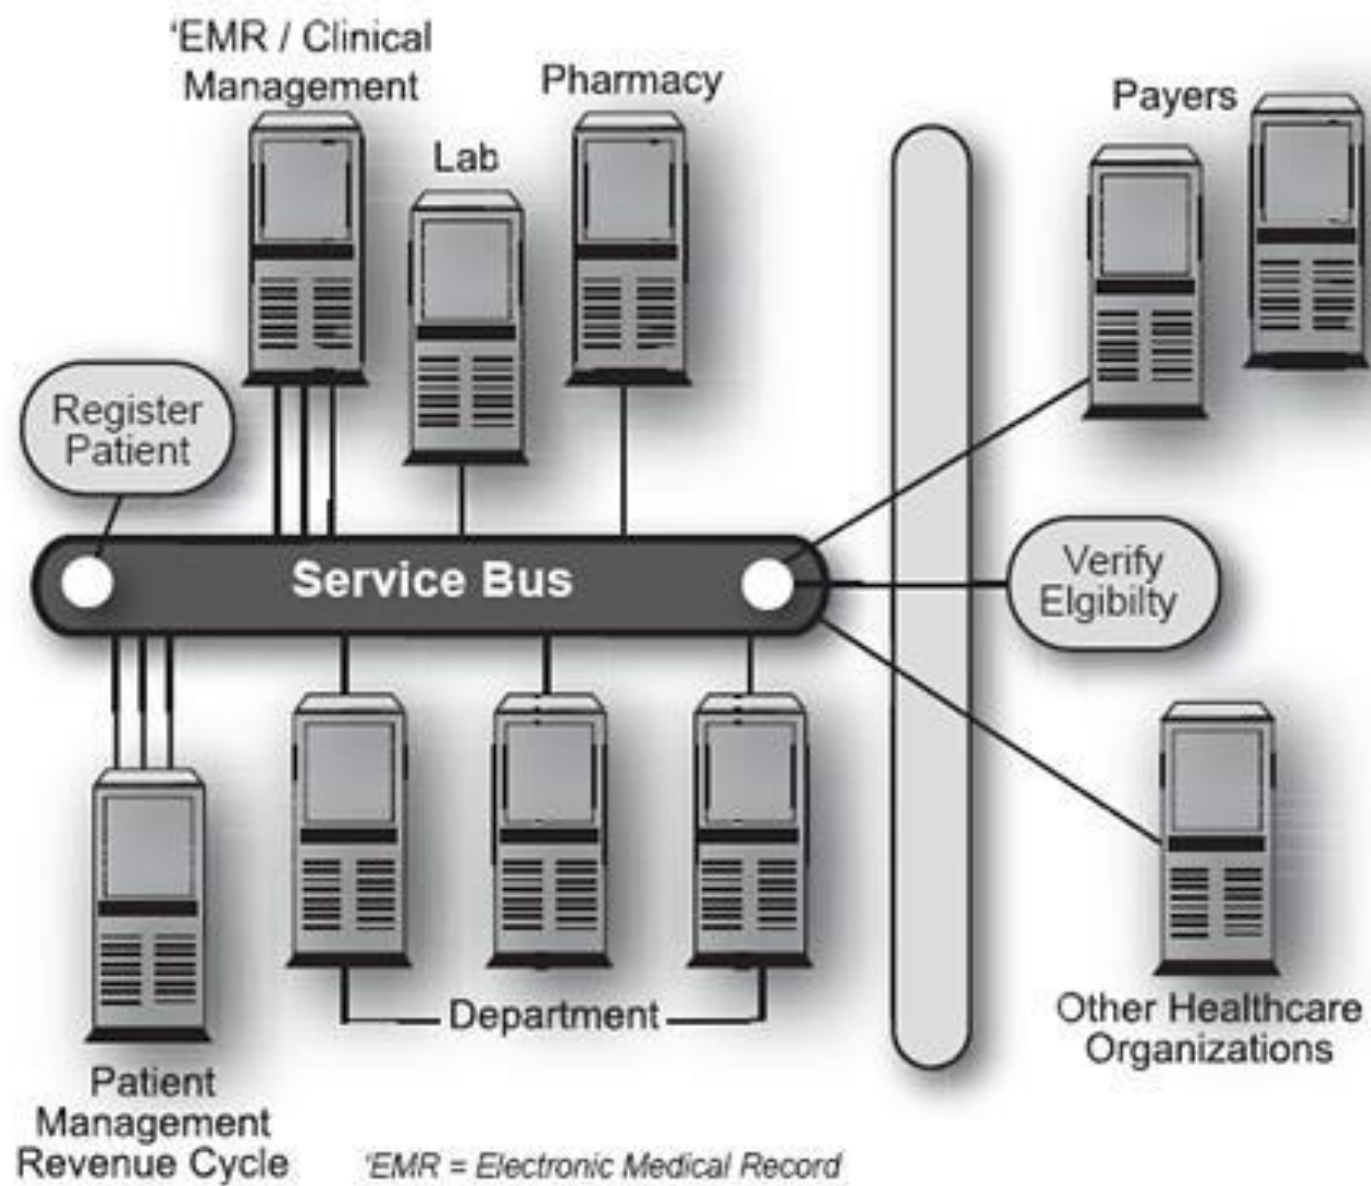 'EMR / Clinical
Management
Pharmacy
Payers
Lab
Register
Patient
Service Bus
Verify
Elgibilty
Department
Other Healthcare
Organizations
Patient
Management
Revenue Cycle
'EMR = Electronic Medical Record